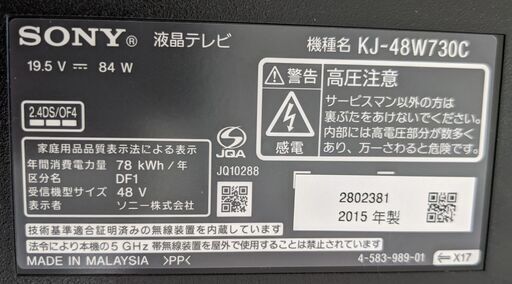 SONY® 液晶テレビ 機種名 KJ-48W730C
19.5 V ⎓ 84 W
2.4DS/OF4
⚠警告 高圧注意
感電
サービスマン以外の方は
裏ぶたをあけないでください。
内部には高電圧部分が数多く
あり、万一さわると危険です。
家庭用品品質表示法による表示
年間消費電力量 78 kWh/年
区分名 DF1
受信機型サイズ 48 V
表示者 ソニー株式会社
JQA
JQ10288
2802381
2015 年製
技術基準適合証明済みの無線装置を内蔵しています
法令により本機の5 GHz 帯無線装置を屋外で使用することは禁止されています
MADE IN MALAYSIA >PP< 4-583-989-01 X17